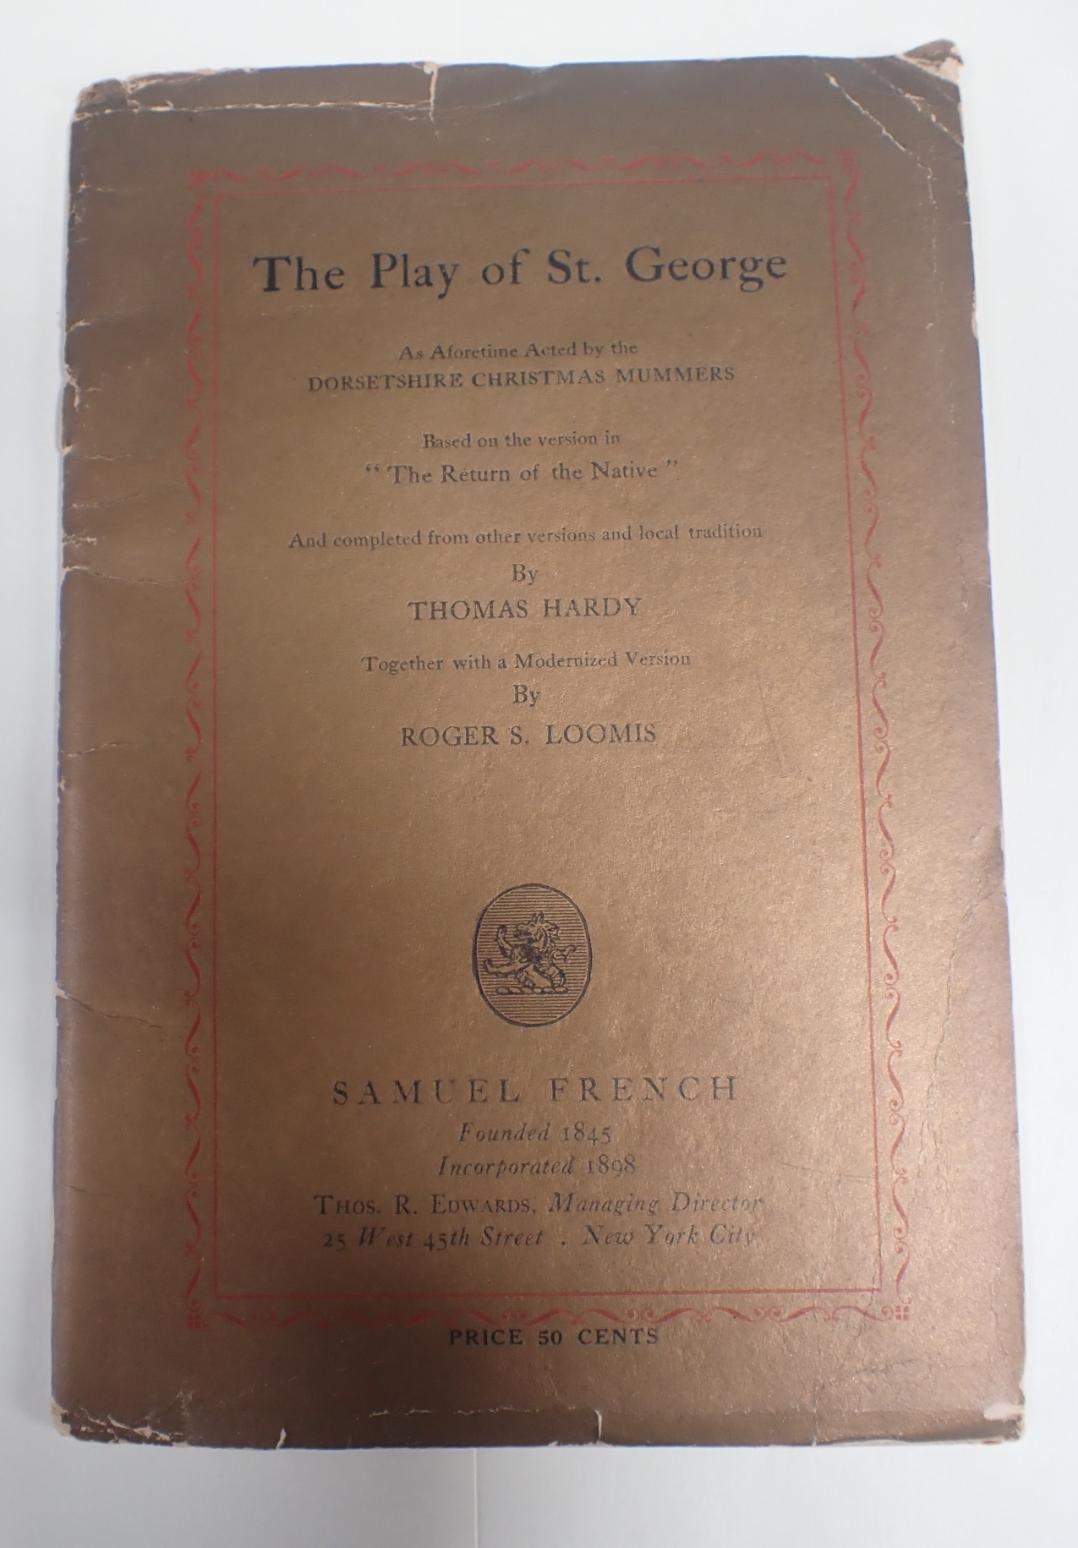 The Play of St. George
As Aforetime Acted by the
DORSETSHIRE CHRISTMAS MUMMERS
Based on the version in
“ The Return of the Native ”
And completed from other versions and local tradition
By
THOMAS HARDY
Together with a Modernized Version
By
ROGER S. LOOMIS
SAMUEL FRENCH
Founded 1845
Incorporated 1898
THOS. R. EDWARDS, Managing Director
25 West 45th Street . New York City
PRICE 50 CENTS